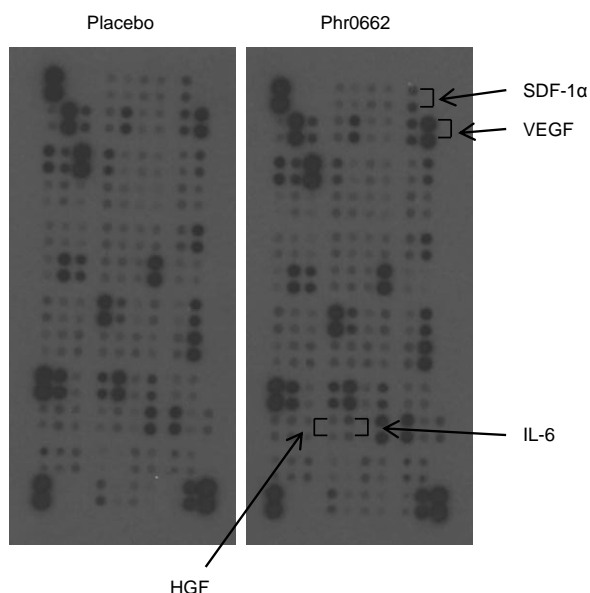 Placebo
Phr0662
SDF-1α
VEGF
IL-6
HGF